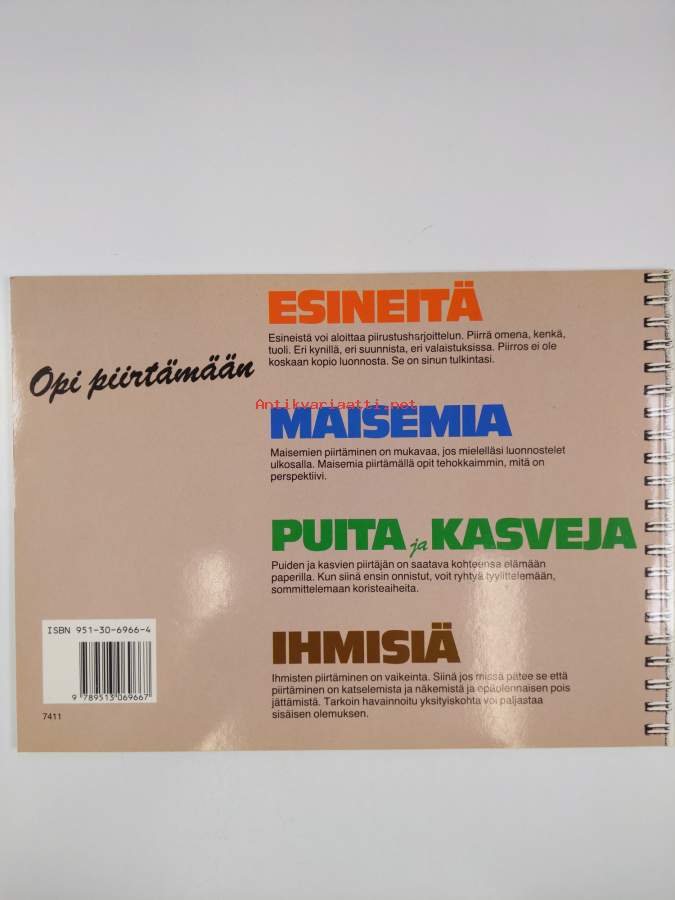 Opi piirtämään
ESINEITÄ
Esineistä voi aloittaa piirustusharjoittelun. Piirrä omena, kenkä,
tuoli. Eri kynillä, eri suunnista, eri valaistuksissa. Piirros ei ole
koskaan kopio luonnosta. Se on sinun tulkintasi.
Antikvariaatti.net
MAISEMIA
Maisemien piirtäminen on mukavaa, jos mielelläsi luonnostelet
ulkosalla. Maisemia piirtämällä opit tehokkaimmin, mitä on
perspektiivi.
PUITA ja KASVEJA
Puiden ja kasvien piirtäjän on saatava kohteensa elämään
paperilla. Kun siinä ensin onnistut, voit ryhtyä tyylittelemään,
sommittelemaan koristeaiheita.
IHMISIÄ
Ihmisten piirtäminen on vaikeinta. Siinä jos missä pätee se että
piirtäminen on katselemista ja näkemistä ja epäolennaisen pois
jättämistä. Tarkoin havainnoitu yksityiskohta voi paljastaa
sisäisen olemuksen.
ISBN 951-30-6966-4
9 789513 069667
7411